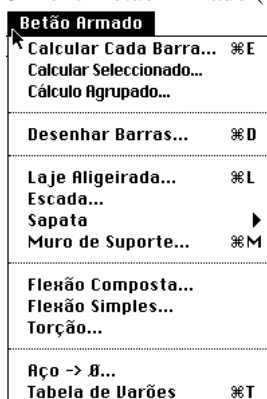 Betão Armado
Calcular Cada Barra... ⌘E
Calcular Seleccionado...
Cálculo Agrupado...
Desenhar Barras... ⌘D
Laje Aligeirada... ⌘L
Escada...
Sapata ▶
Muro de Suporte... ⌘M
Flexão Composta...
Flexão Simples...
Torção...
Aço -> Ø...
Tabela de Varões ⌘T